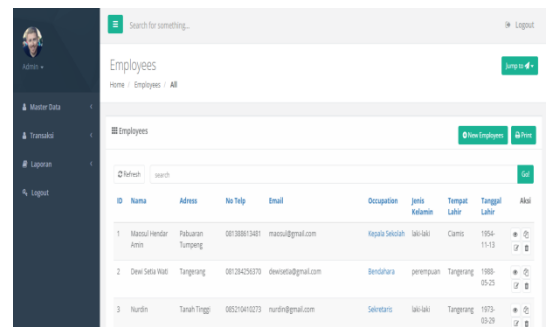 Search for something...
Logout
Admin
Employees
Jump to
Home / Employees / All
Master Data
Transaksi
Laporan
Logout
Employees
New Employees
Print
Refresh
search
Go!
ID Nama Adress No Telp Email Occupation Jenis Kelamin Tempat Lahir Tanggal Lahir Aksi
1 Massul Hendar Amin Pabuaran Tumpeng 081388613481 massul@gmail.com Kepala Sekolah laki-laki Ciamis 1954-11-13
2 Dewi Setia Wati Tangerang 081284256370 dewisetia@gmail.com Bendahara perempuan Tangerang 1988-05-25
3 Nurdin Tanah Tinggi 085210410273 nurdin@gmail.com Sekretaris laki-laki Tangerang 1973-03-29